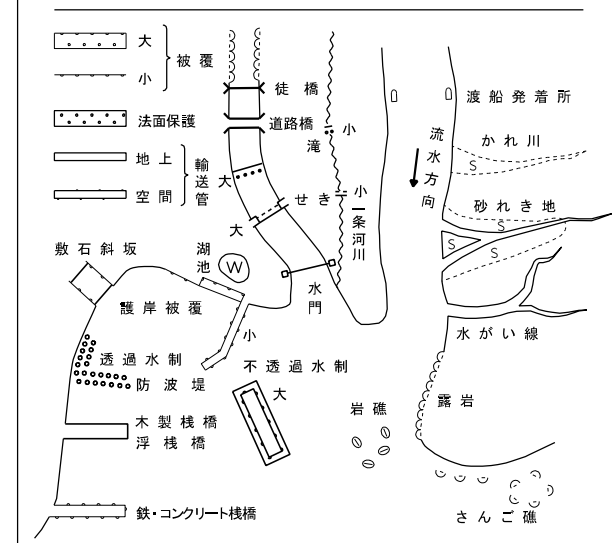 大
小
被覆
法面保護
地上
空間
輸送管
徒橋
道路橋
小
滝
大
せき
小
大
一条河川
水門
渡船発着所
かれ川
S
流水方向
砂れき地
S
S
S
水がい線
敷石斜坂
湖池
W
護岸被覆
小
透過水制
不透過水制
防波堤
大
木製桟橋
浮桟橋
岩礁
露岩
鉄・コンクリート桟橋
さんご礁